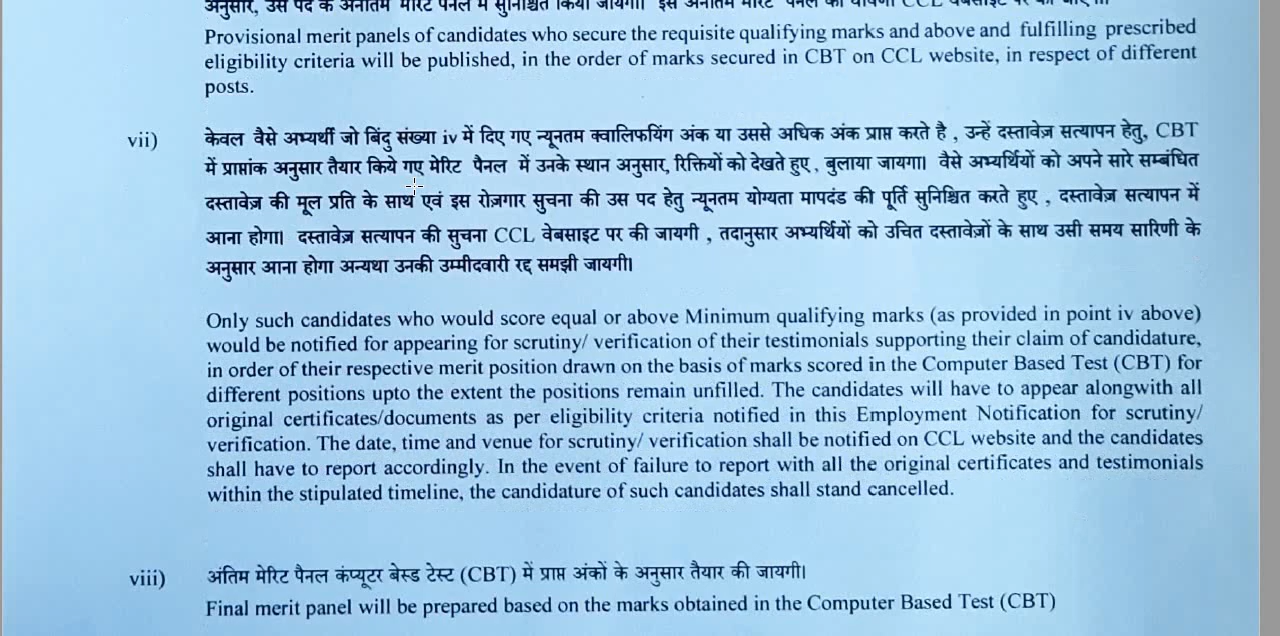 अनुसार, उस पद के अनंतिम मेरिट पैनल में सुनिश्चित किया जायगा। इस अनंतिम मेरिट पैनल की CCL वेबसाइट पर की
Provisional merit panels of candidates who secure the requisite qualifying marks and above and fulfilling prescribed
eligibility criteria will be published, in the order of marks secured in CBT on CCL website, in respect of different
posts.
vii) केवल वैसे अभ्यर्थी जो बिंदु संख्या iv में दिए गए न्यूनतम क्वालिफयिंग अंक या उससे अधिक अंक प्राप्त करते है , उन्हें दस्तावेज़ सत्यापन हेतु, CBT
में प्राप्तांक अनुसार तैयार किये गए मेरिट पैनल में उनके स्थान अनुसार, रिक्तियों को देखते हुए , बुलाया जायगा। वैसे अभ्यर्थियों को अपने सारे सम्बंधित
दस्तावेज़ की मूल प्रति के साथ एवं इस रोज़गार सुचना की उस पद हेतु न्यूनतम योग्यता मापदंड की पूर्ति सुनिश्चित करते हुए , दस्तावेज़ सत्यापन में
आना होगा। दस्तावेज़ सत्यापन की सुचना CCL वेबसाइट पर की जायगी , तदानुसार अभ्यर्थियों को उचित दस्तावेज़ों के साथ उसी समय सारिणी के
अनुसार आना होगा अन्यथा उनकी उम्मीदवारी रद्द समझी जायगी।
Only such candidates who would score equal or above Minimum qualifying marks (as provided in point iv above)
would be notified for appearing for scrutiny/ verification of their testimonials supporting their claim of candidature,
in order of their respective merit position drawn on the basis of marks scored in the Computer Based Test (CBT) for
different positions upto the extent the positions remain unfilled. The candidates will have to appear alongwith all
original certificates/documents as per eligibility criteria notified in this Employment Notification for scrutiny/
verification. The date, time and venue for scrutiny/ verification shall be notified on CCL website and the candidates
shall have to report accordingly. In the event of failure to report with all the original certificates and testimonials
within the stipulated timeline, the candidature of such candidates shall stand cancelled.
viii) अंतिम मेरिट पैनल कंप्यूटर बेस्ड टेस्ट (CBT) में प्राप्त अंकों के अनुसार तैयार की जायगी।
Final merit panel will be prepared based on the marks obtained in the Computer Based Test (CBT)